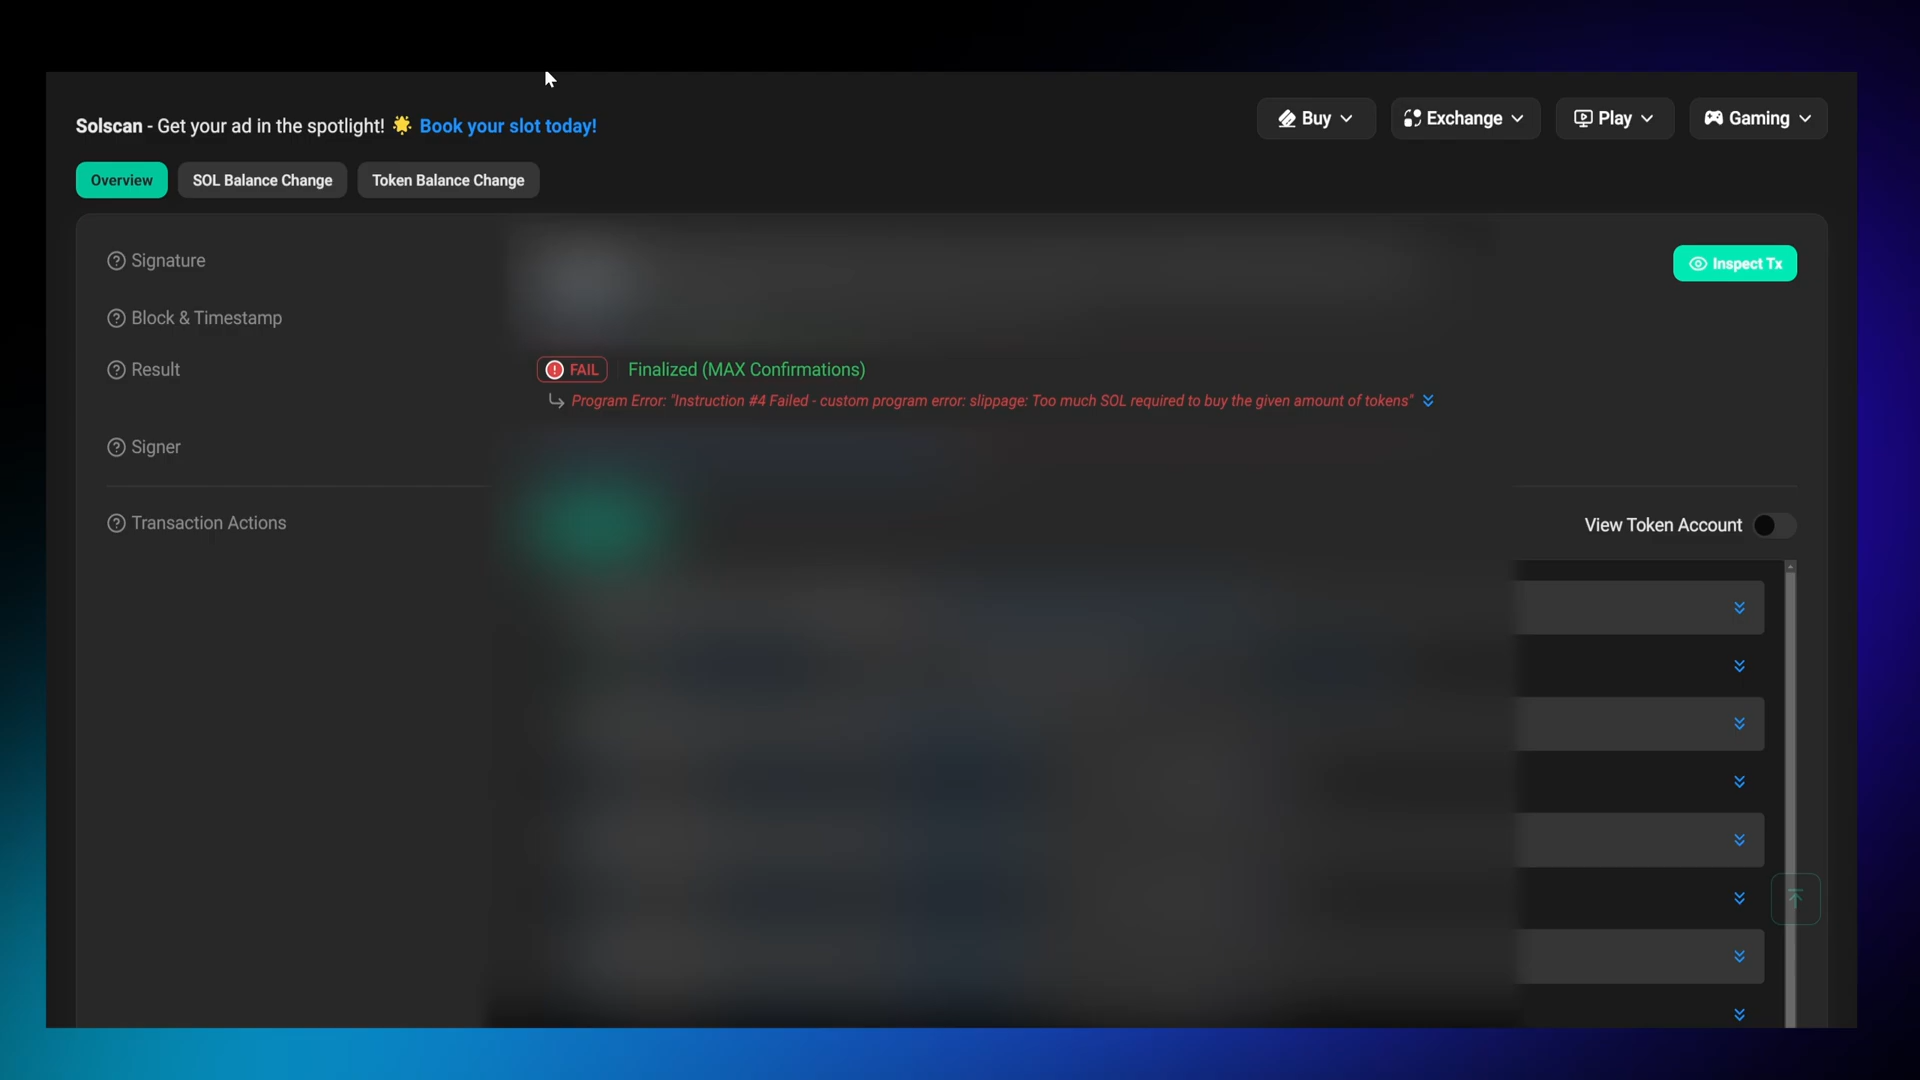 Solscan - Get your ad in the spotlight! 🌟 Book your slot today!
Buy
Exchange
Play
Gaming
Overview
SOL Balance Change
Token Balance Change
Signature
Inspect Tx
Block & Timestamp
Result
FAIL
Finalized (MAX Confirmations)
Program Error: "Instruction #4 Failed - custom program error: slippage: Too much SOL required to buy the given amount of tokens"
Signer
Transaction Actions
View Token Account